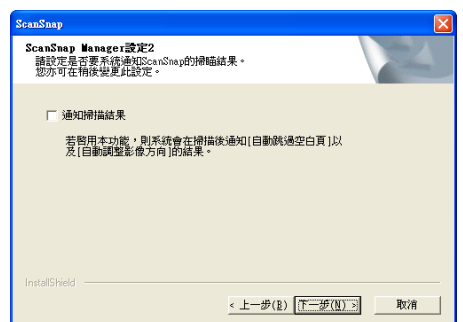 ScanSnap
ScanSnap Manager設定2
請設定是否要系統通知ScanSnap的掃瞄結果。
您亦可在稍後變更此設定。
通知掃描結果
若啓用本功能，則系統會在掃描後通知[自動跳過空白頁]以
及[自動調整影像方向]的結果。
InstallShield
< 上一步(B)
下一步(N) >
取消